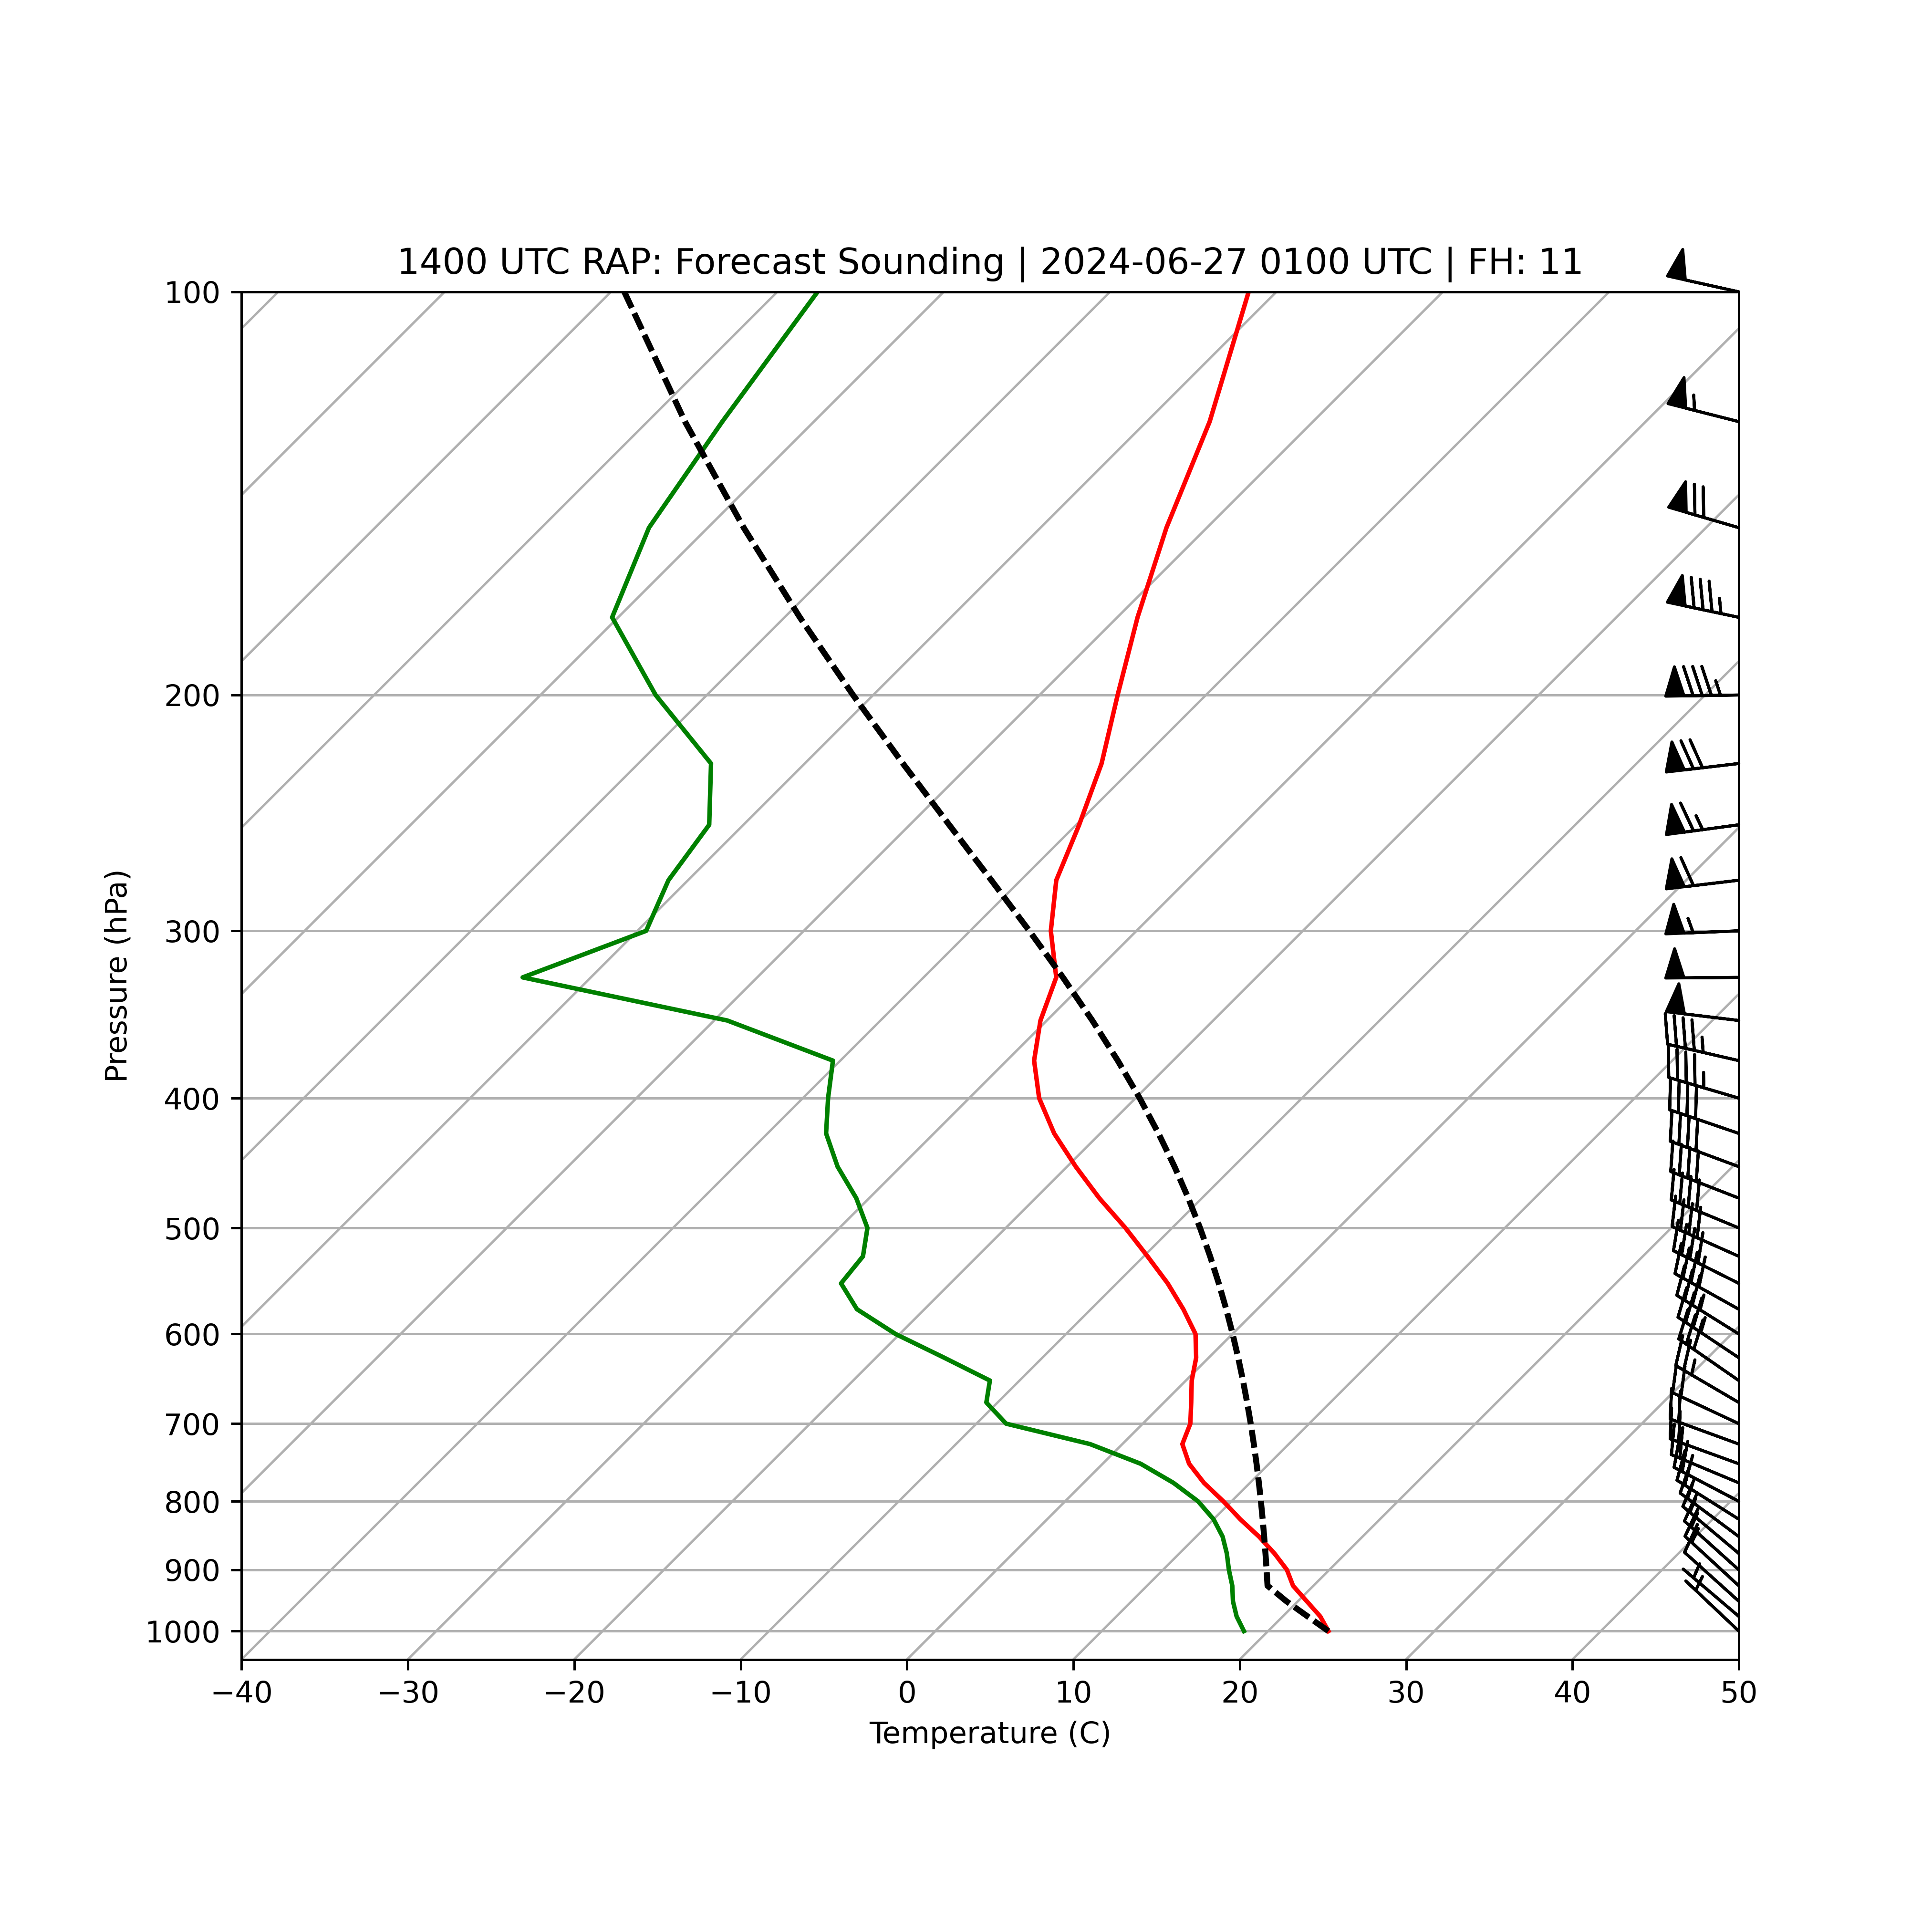 1400 UTC RAP: Forecast Sounding | 2024-06-27 0100 UTC | FH: 11
100
200
300
400
500
600
700
800
900
1000
Pressure (hPa)
−40 −30 −20 −10 0 10 20 30 40 50
Temperature (C)